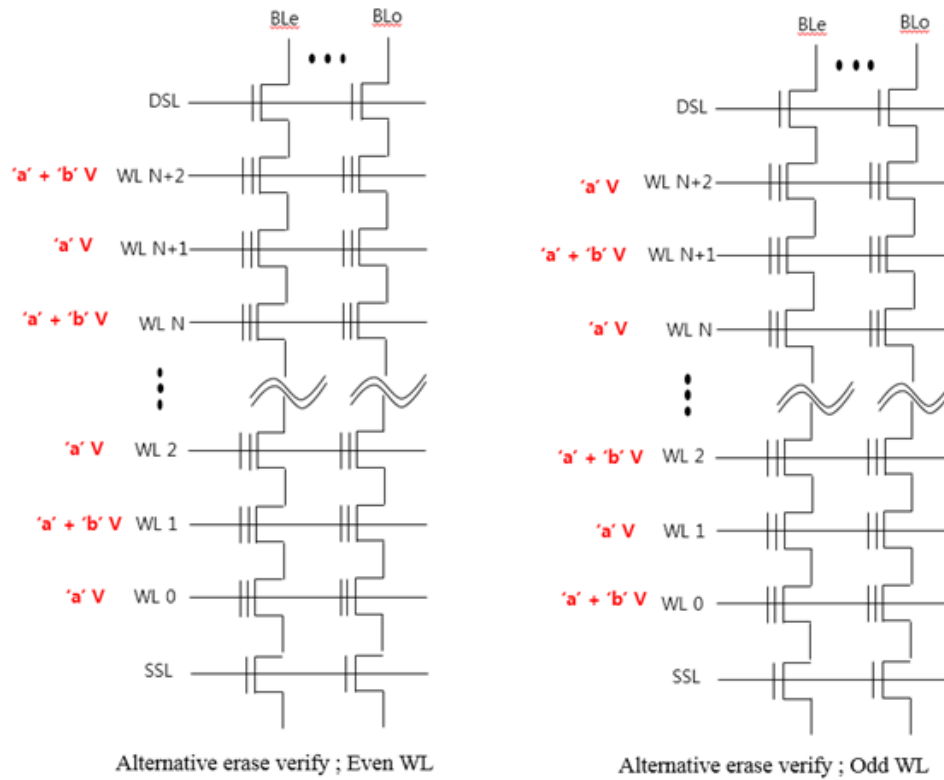 BLe BLo
DSL
'a' + 'b' V WL N+2
'a' V WL N+1
'a' + 'b' V WL N
'a' V WL 2
'a' + 'b' V WL 1
'a' V WL 0
SSL
Alternative erase verify ; Even WL
BLe BLo
DSL
'a' V WL N+2
'a' + 'b' V WL N+1
'a' V WL N
'a' + 'b' V WL 2
'a' V WL 1
'a' + 'b' V WL 0
SSL
Alternative erase verify ; Odd WL